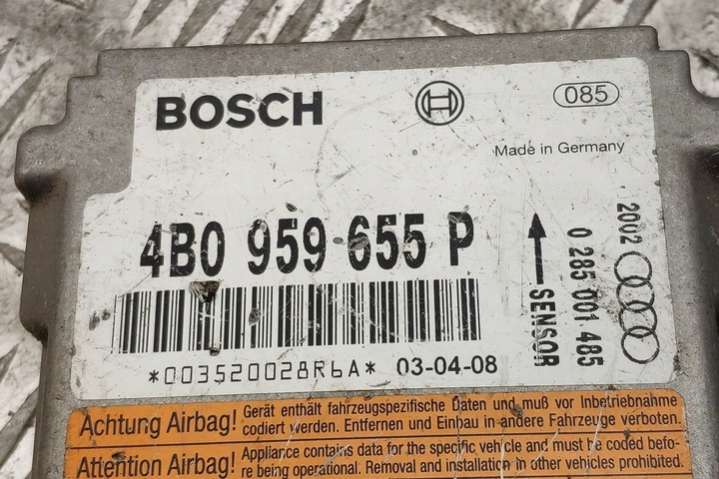 BOSCH
085
Made in Germany
4B0 959 655 P
SENSOR
0 285 001 485
2002
*003520028R6A* 03-04-08
Achtung Airbag! Gerät enthält fahrzeugspezifische Daten und muß vor Inbetriebnahme
codiert werden. Entfernen und Einbau in andere Fahrzeuge verboten.
Attention Airbag! Appliance contains data for the specific vehicle and must be coded befo-
re being operational. Removal and installation in other vehicles prohibited.